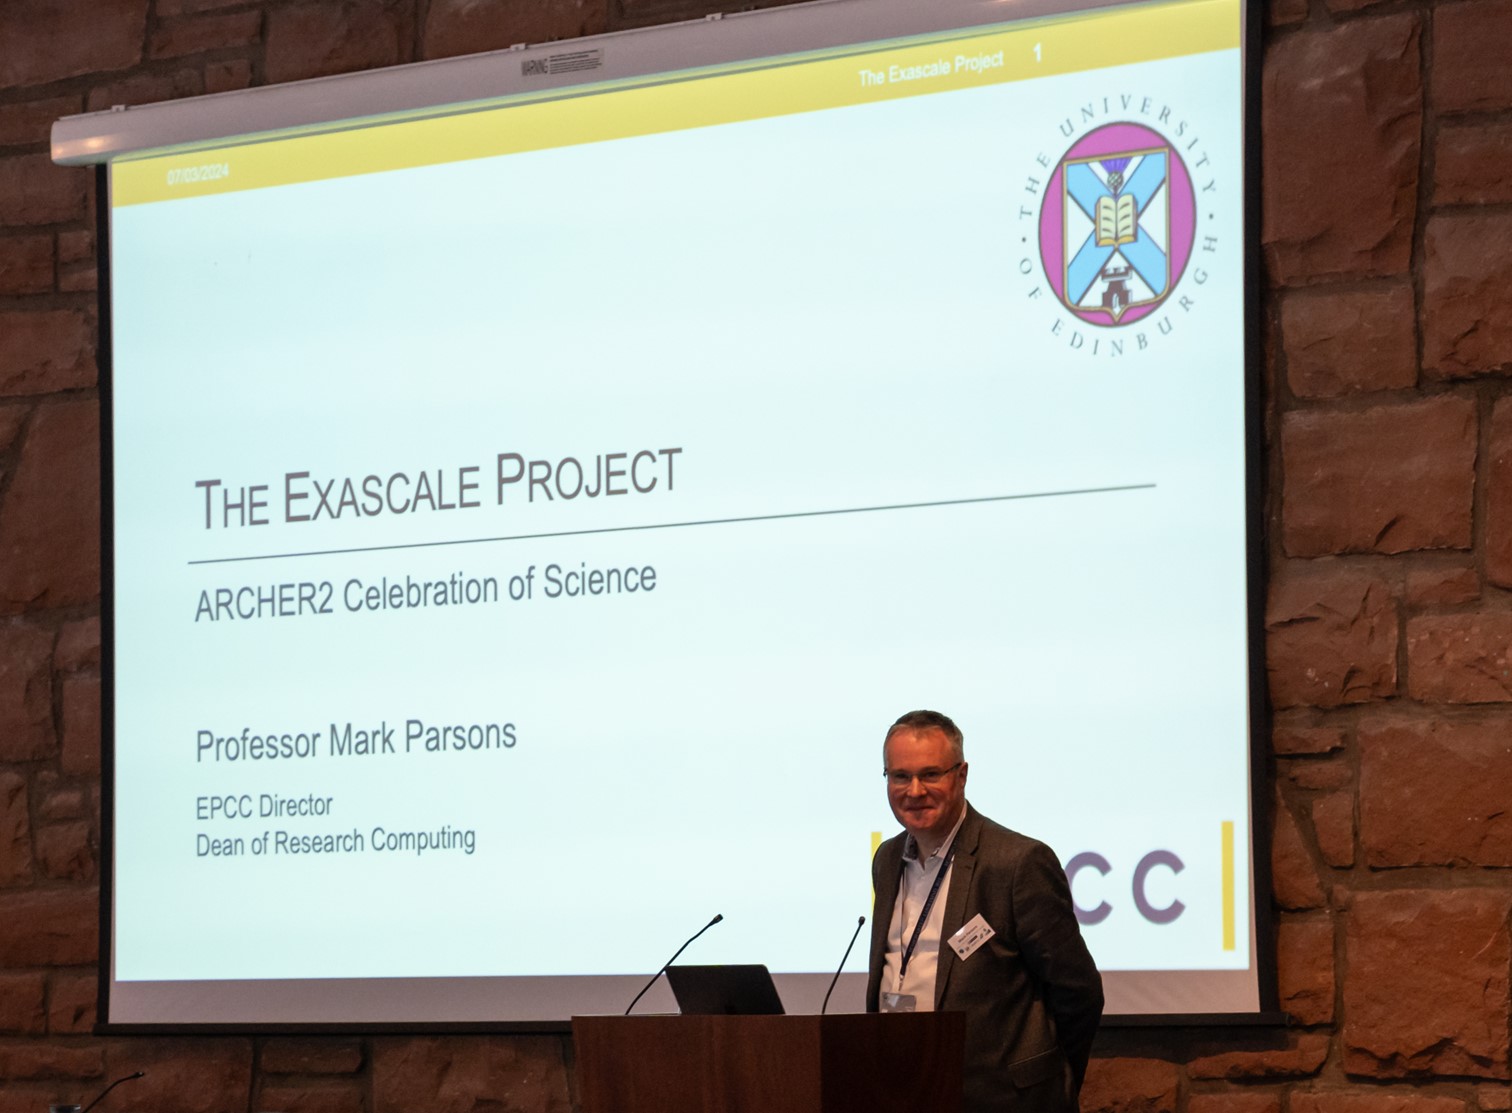 WARNING
The Exascale Project 1
07/03/2024
THE UNIVERSITY OF EDINBURGH
THE EXASCALE PROJECT
ARCHER2 Celebration of Science
Professor Mark Parsons
EPCC Director
Dean of Research Computing
CC